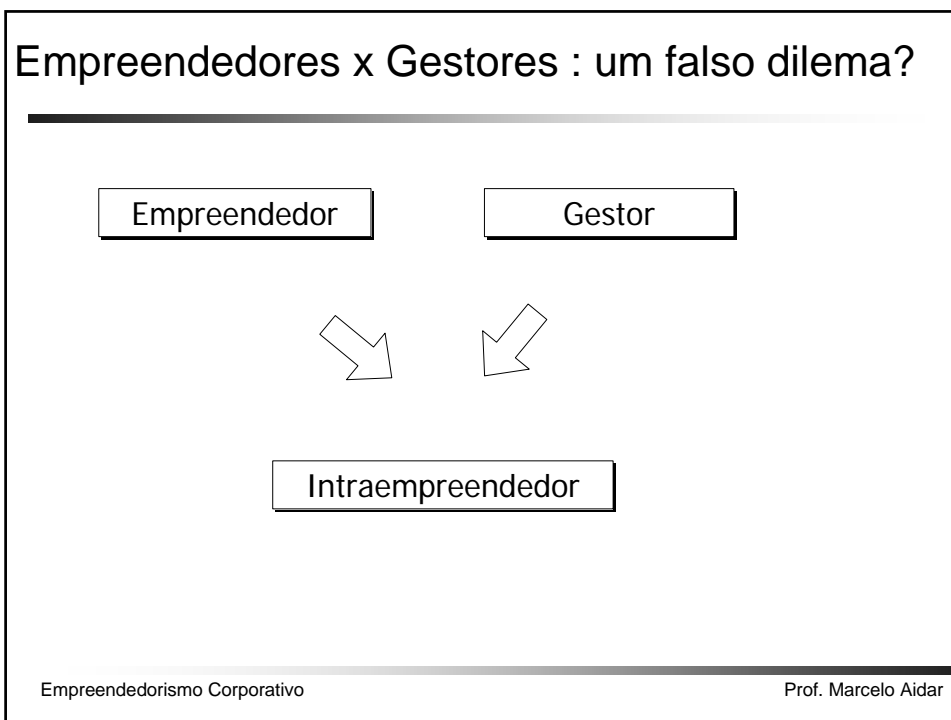 Empreendedores x Gestores : um falso dilema?
Empreendedor
Gestor
Intraempreendedor
Empreendedorismo Corporativo
Prof. Marcelo Aidar